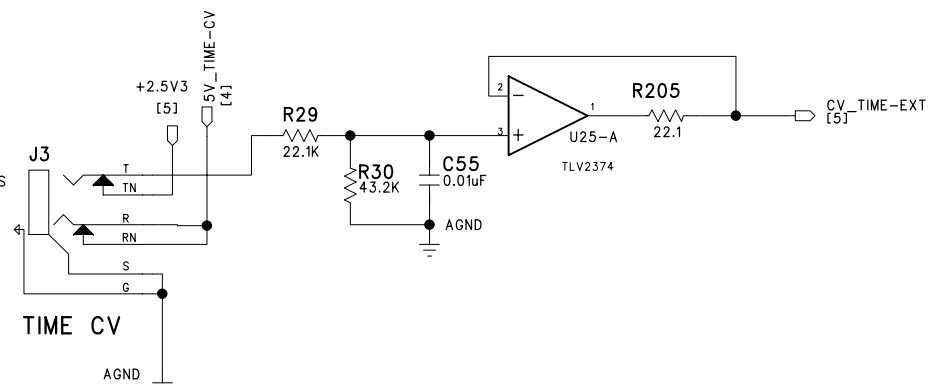 5V_TIME-CV
[4]
+2.5V3
[5]
J3
S
T
TN
R
RN
S
G
TIME CV
AGND
R29
22.1K
R30
43.2K
C55
0.01uF
AGND
2
3
1
U25-A
TLV2374
R205
22.1
CV_TIME-EXT
[5]